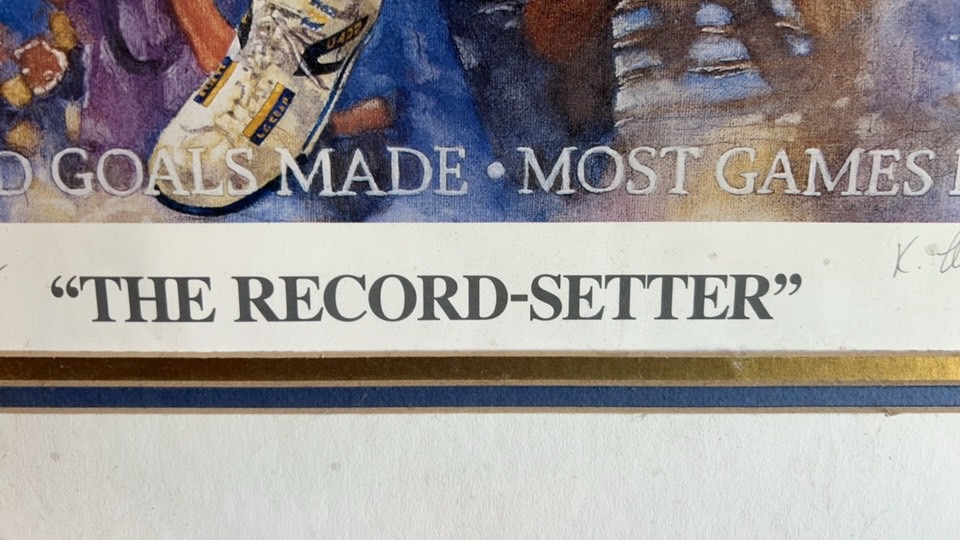 GOALS MADE • MOST GAMES
K.
“THE RECORD-SETTER”